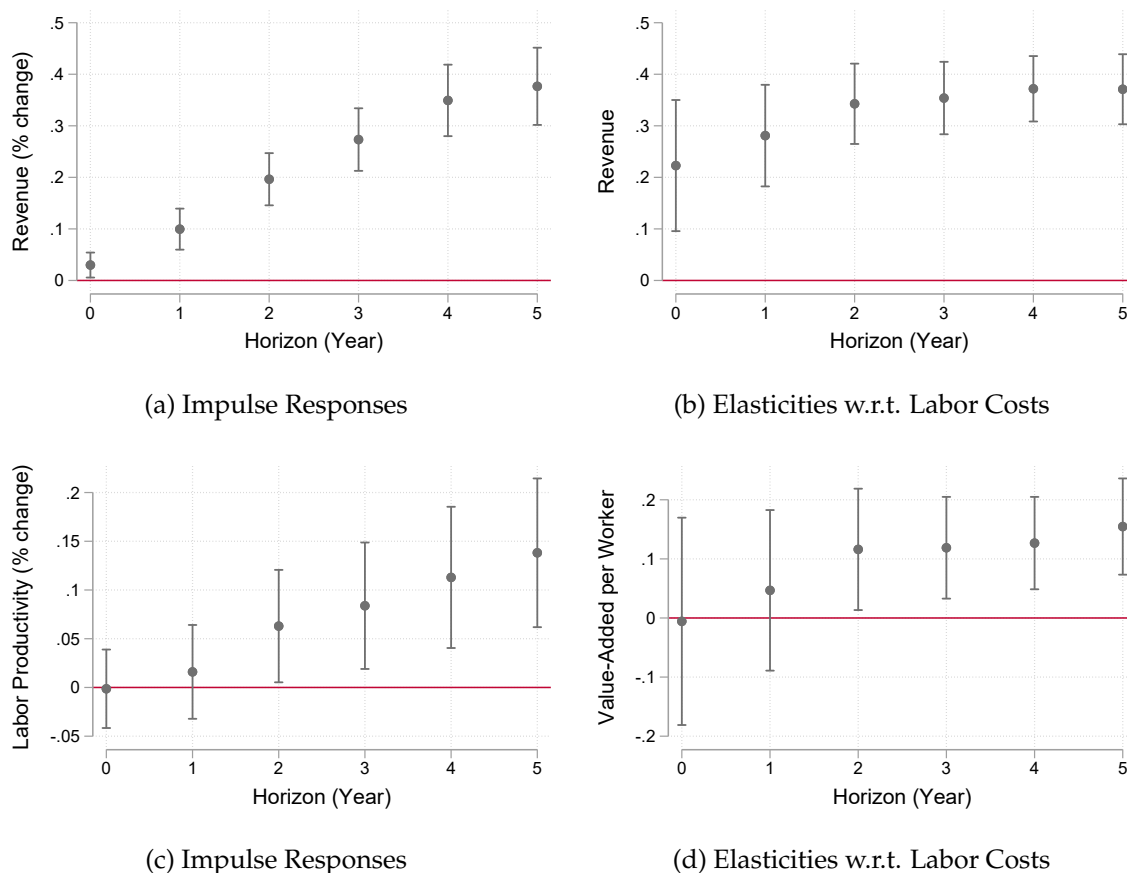 Revenue (% change)
.5
.4
.3
.2
.1
0
0 1 2 3 4 5
Horizon (Year)
(a) Impulse Responses
Revenue
.5
.4
.3
.2
.1
0
0 1 2 3 4 5
Horizon (Year)
(b) Elasticities w.r.t. Labor Costs
Labor Productivity (% change)
.2
.15
.1
.05
0
-.05
0 1 2 3 4 5
Horizon (Year)
(c) Impulse Responses
Value-Added per Worker
.2
.1
0
-.1
-.2
0 1 2 3 4 5
Horizon (Year)
(d) Elasticities w.r.t. Labor Costs